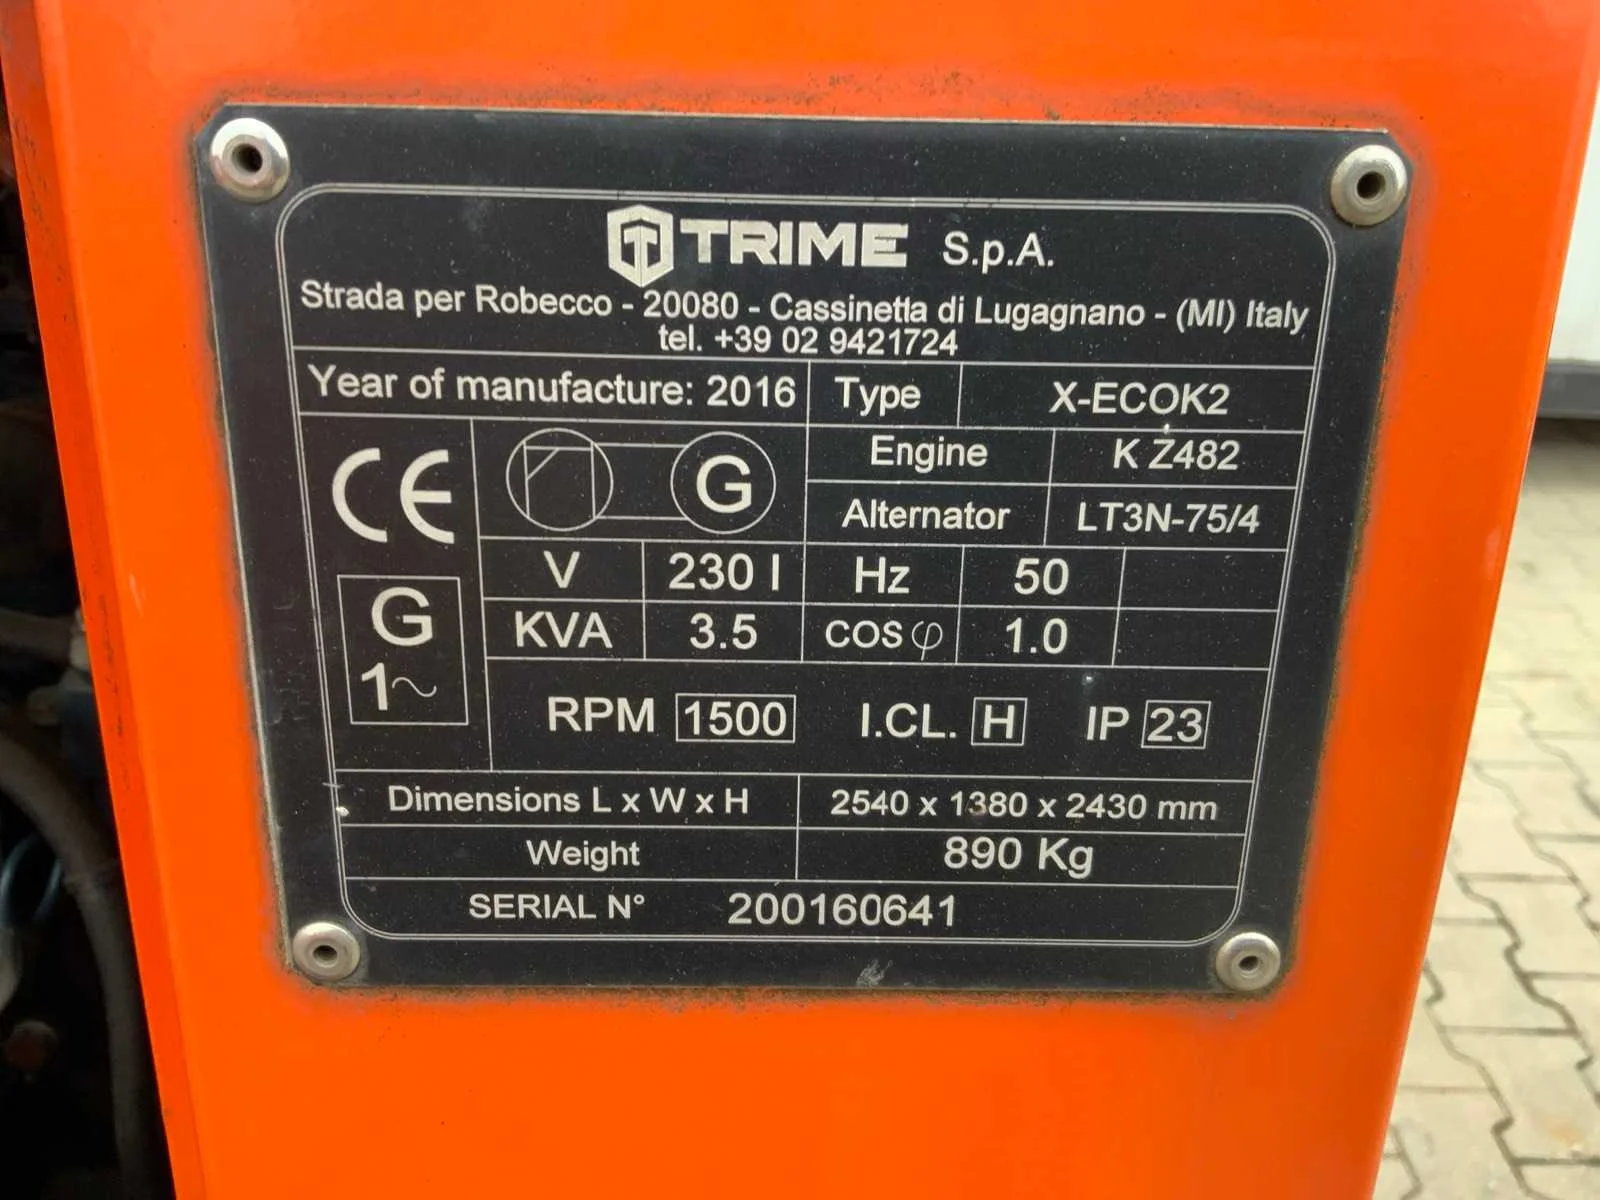 TRIME S.p.A.
Strada per Robecco - 20080 - Cassinetta di Lugagnano - (MI) Italy
tel. +39 02 9421724
Year of manufacture: 2016 Type X-ECOK2
CE G Engine K Z482
Alternator LT3N-75/4
V 230 I Hz 50
G 1~ KVA 3.5 COS φ 1.0
RPM 1500 I.CL. H IP 23
Dimensions L x W x H 2540 x 1380 x 2430 mm
Weight 890 Kg
SERIAL N° 200160641